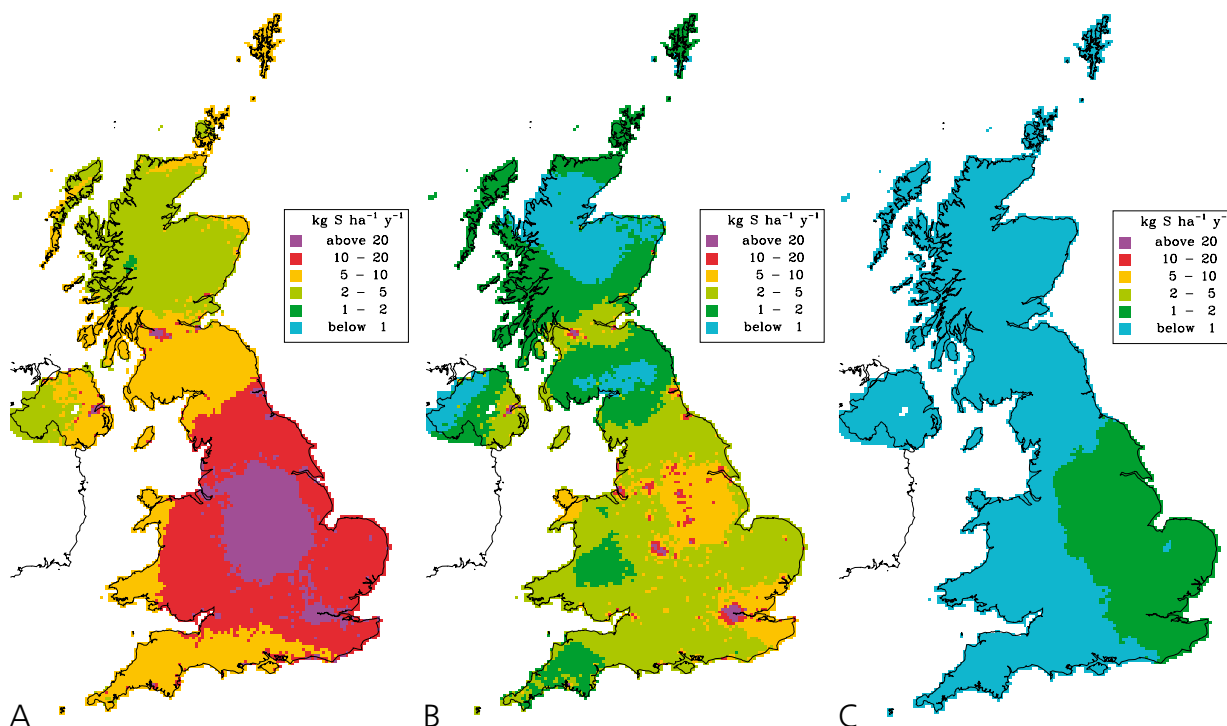 kg S ha⁻¹ y⁻¹
above 20
10 – 20
5 – 10
2 – 5
1 – 2
below 1
kg S ha⁻¹ y⁻¹
above 20
10 – 20
5 – 10
2 – 5
1 – 2
below 1
kg S ha⁻¹ y⁻¹
above 20
10 – 20
5 – 10
2 – 5
1 – 2
below 1
A
B
C